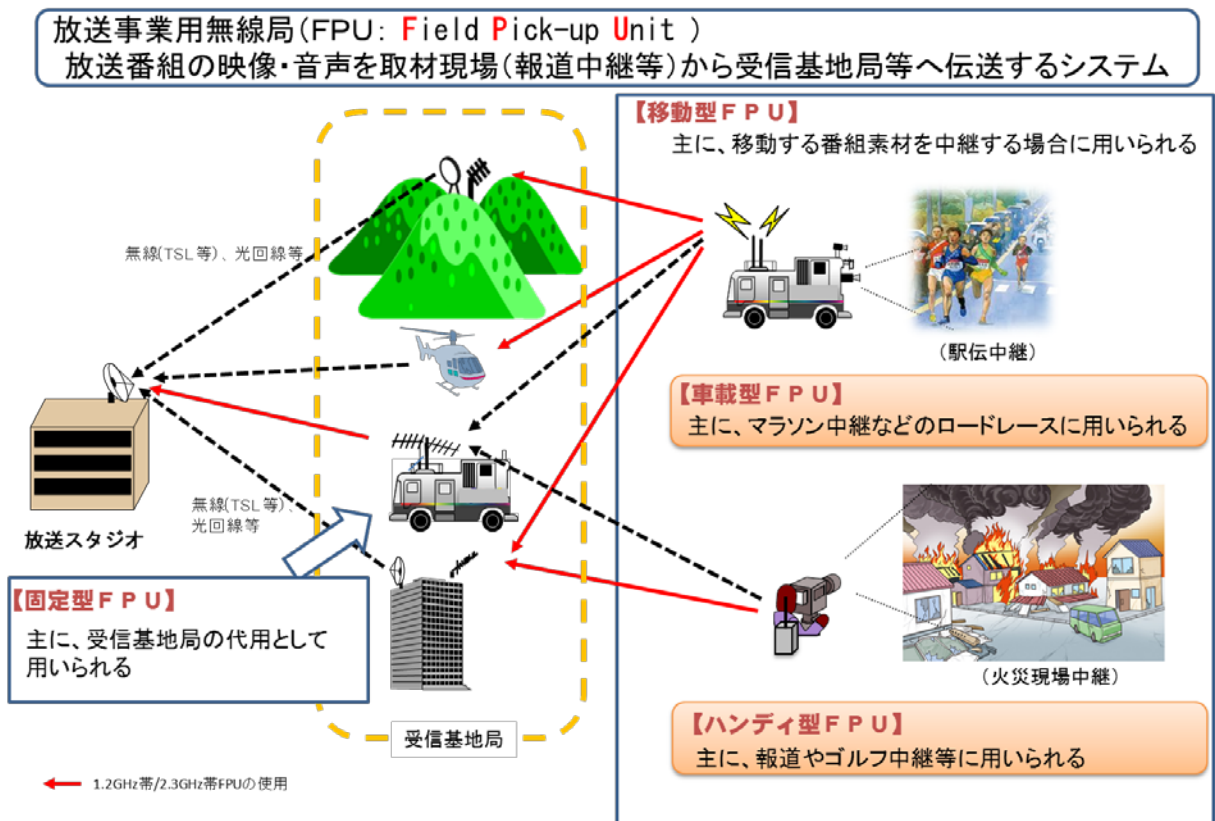 放送事業用無線局(FPU: Field Pick-up Unit )
放送番組の映像・音声を取材現場(報道中継等)から受信基地局等へ伝送するシステム
【移動型FPU】
主に、移動する番組素材を中継する場合に用いられる
無線(TSL等)、光回線等
(駅伝中継)
【車載型FPU】
主に、マラソン中継などのロードレースに用いられる
無線(TSL等)、
光回線等
放送スタジオ
【固定型FPU】
主に、受信基地局の代用として
用いられる
(火災現場中継)
【ハンディ型FPU】
主に、報道やゴルフ中継等に用いられる
受信基地局
1.2GHz帯/2.3GHz帯FPUの使用